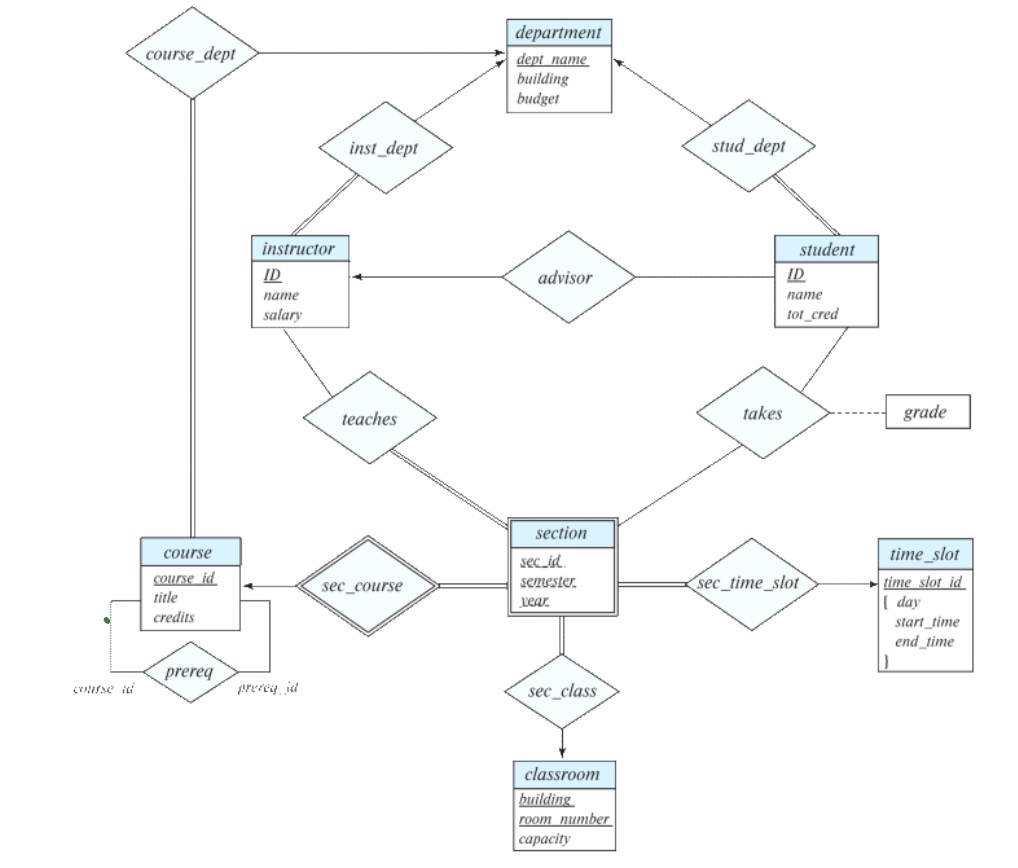 course_dept
department
dept_name
building
budget
inst_dept
stud_dept
instructor
ID
name
salary
advisor
student
ID
name
tot_cred
teaches
takes
grade
course
course_id
title
credits
sec_course
section
sec_id
semester
year
sec_time_slot
time_slot
time_slot_id
{ day
start_time
end_time
}
prereq
course_id
prereq_id
sec_class
classroom
building
room_number
capacity